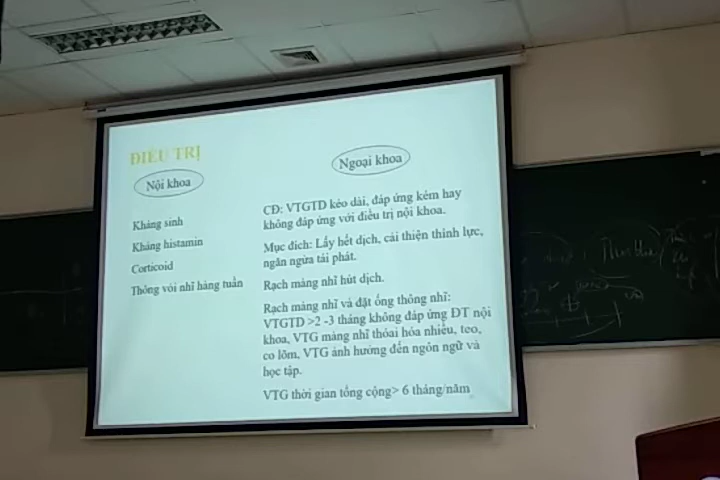 ĐIỀU TRỊ
Nội khoa
Kháng sinh
Kháng histamin
Corticoid
Thông vòi nhĩ hàng tuần
Ngoại khoa
CĐ: VTGTD kéo dài, đáp ứng kém hay
không đáp ứng với điều trị nội khoa.
Mục đích: Lấy hết dịch, cải thiện thính lực,
ngăn ngừa tái phát.
Rạch màng nhĩ hút dịch.
Rạch màng nhĩ và đặt ống thông nhĩ:
VTGTD >2 -3 tháng không đáp ứng ĐT nội
khoa, VTG màng nhĩ thoái hóa nhiều, teo,
co lõm, VTG ảnh hưởng đến ngôn ngữ và
học tập.
VTG thời gian tổng cộng> 6 tháng/năm